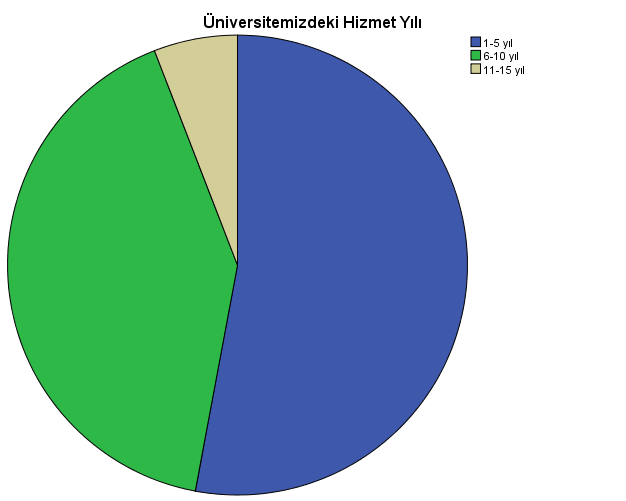 Üniversitemizdeki Hizmet Yılı
1-5 yıl
6-10 yıl
11-15 yıl